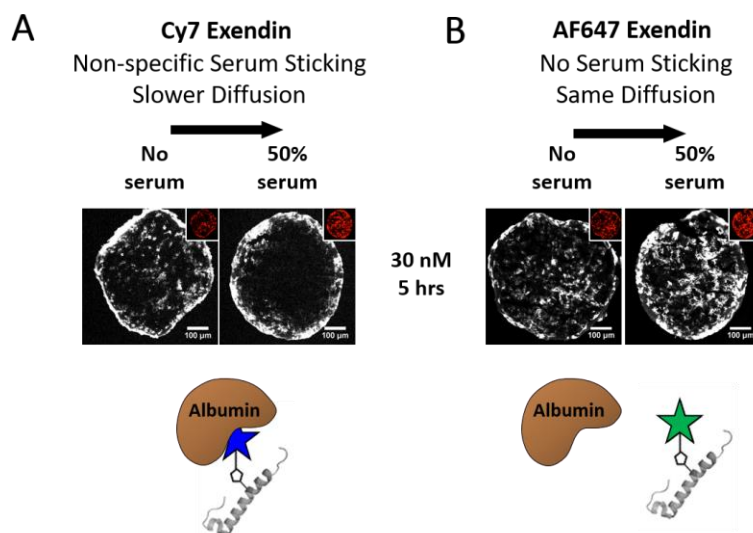 A
Cy7 Exendin
Non-specific Serum Sticking
Slower Diffusion
No serum
50% serum
100 µm
100 µm
Albumin
30 nM
5 hrs
B
AF647 Exendin
No Serum Sticking
Same Diffusion
No serum
50% serum
100 µm
100 µm
Albumin